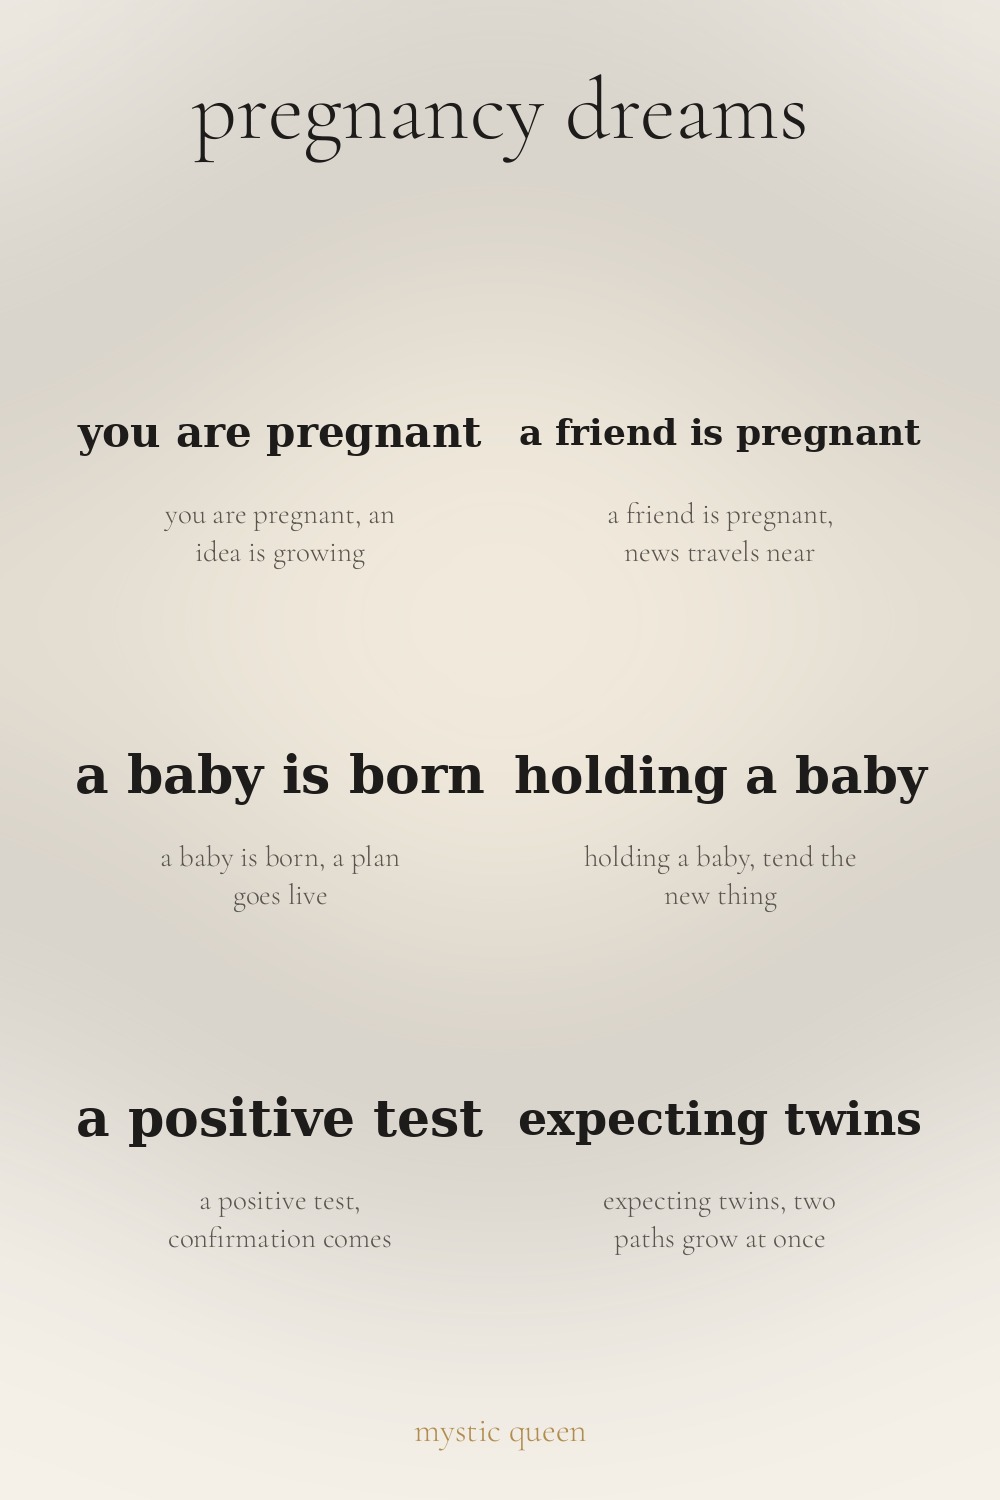 pregnancy dreams
you are pregnant
you are pregnant, an
idea is growing
a friend is pregnant
a friend is pregnant,
news travels near
a baby is born
a baby is born, a plan
goes live
holding a baby
holding a baby, tend the
new thing
a positive test
a positive test,
confirmation comes
expecting twins
expecting twins, two
paths grow at once
mystic queen